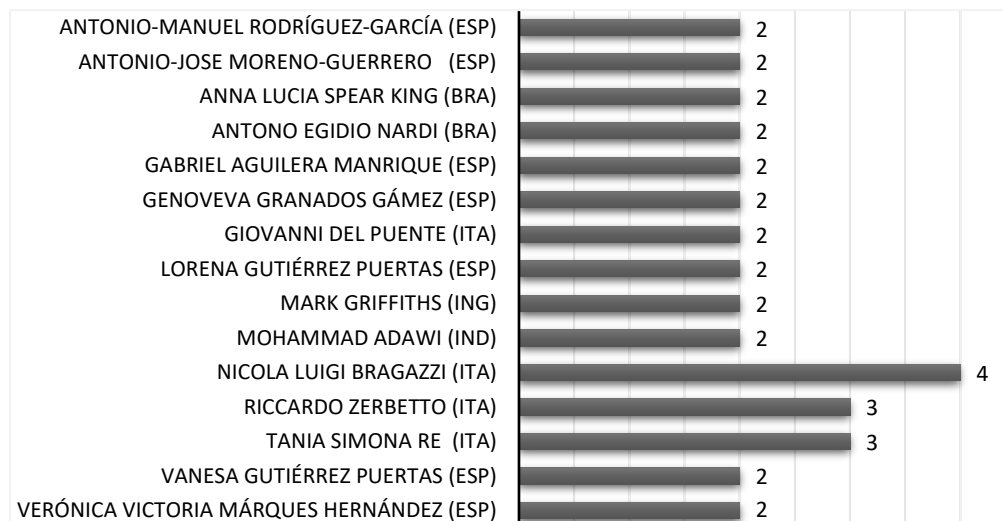 ANTONIO-MANUEL RODRÍGUEZ-GARCÍA (ESP) 2
ANTONIO-JOSE MORENO-GUERRERO (ESP) 2
ANNA LUCIA SPEAR KING (BRA) 2
ANTONO EGIDIO NARDI (BRA) 2
GABRIEL AGUILERA MANRIQUE (ESP) 2
GENOVEVA GRANADOS GÁMEZ (ESP) 2
GIOVANNI DEL PUENTE (ITA) 2
LORENA GUTIÉRREZ PUERTAS (ESP) 2
MARK GRIFFITHS (ING) 2
MOHAMMAD ADAWI (IND) 2
NICOLA LUIGI BRAGAZZI (ITA) 4
RICCARDO ZERBETTO (ITA) 3
TANIA SIMONA RE (ITA) 3
VANESA GUTIÉRREZ PUERTAS (ESP) 2
VERÓNICA VICTORIA MÁRQUES HERNÁNDEZ (ESP) 2